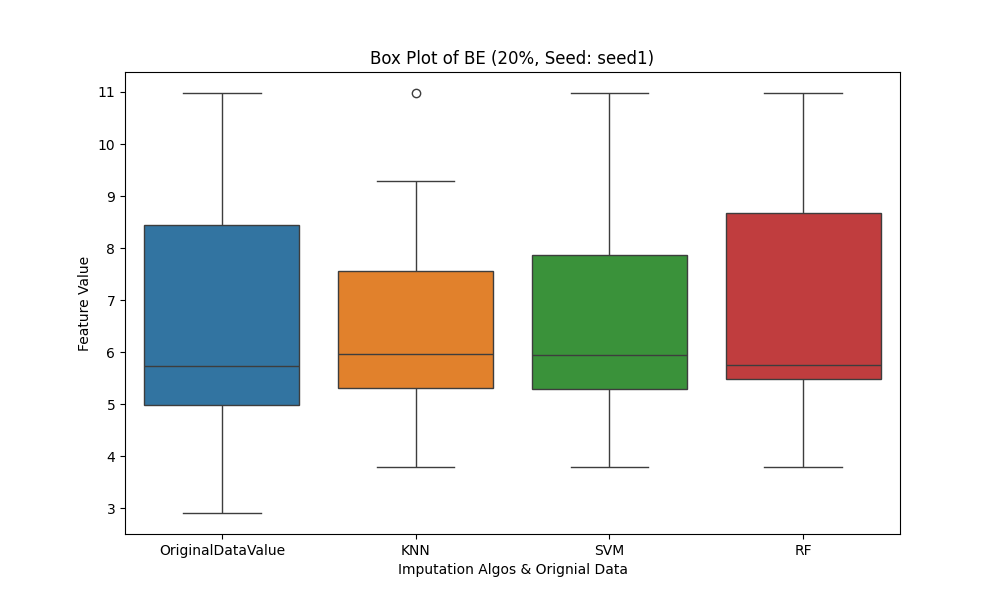 Box Plot of BE (20%, Seed: seed1)
11
10
9
8
7
6
5
4
3
Feature Value
OriginalDataValue KNN SVM RF
Imputation Algos & Orignial Data